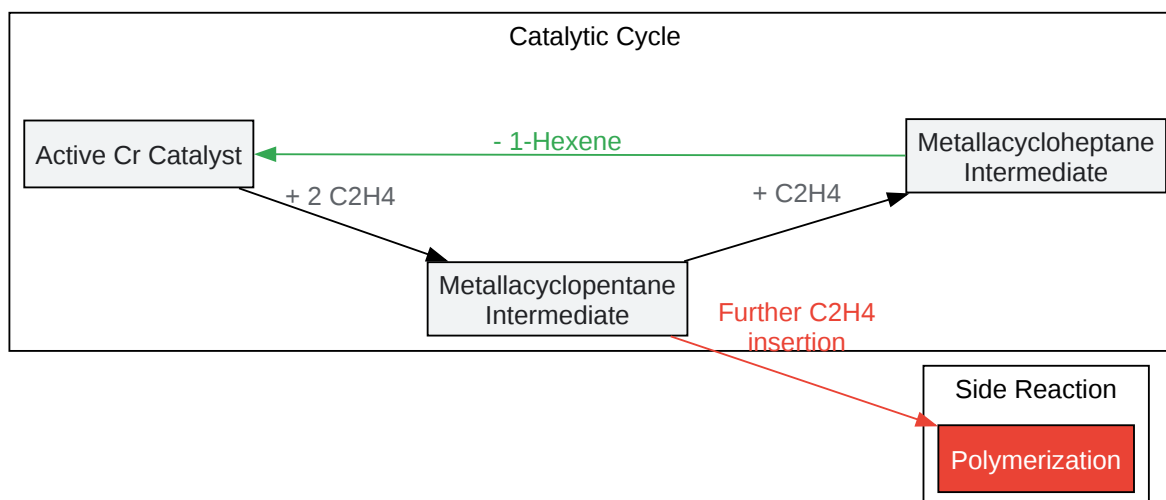 Catalytic Cycle
Active Cr Catalyst
- 1-Hexene
Metallacycloheptane
Intermediate
+ 2 C2H4
+ C2H4
Metallacyclopentane
Intermediate
Further C2H4
insertion
Side Reaction
Polymerization